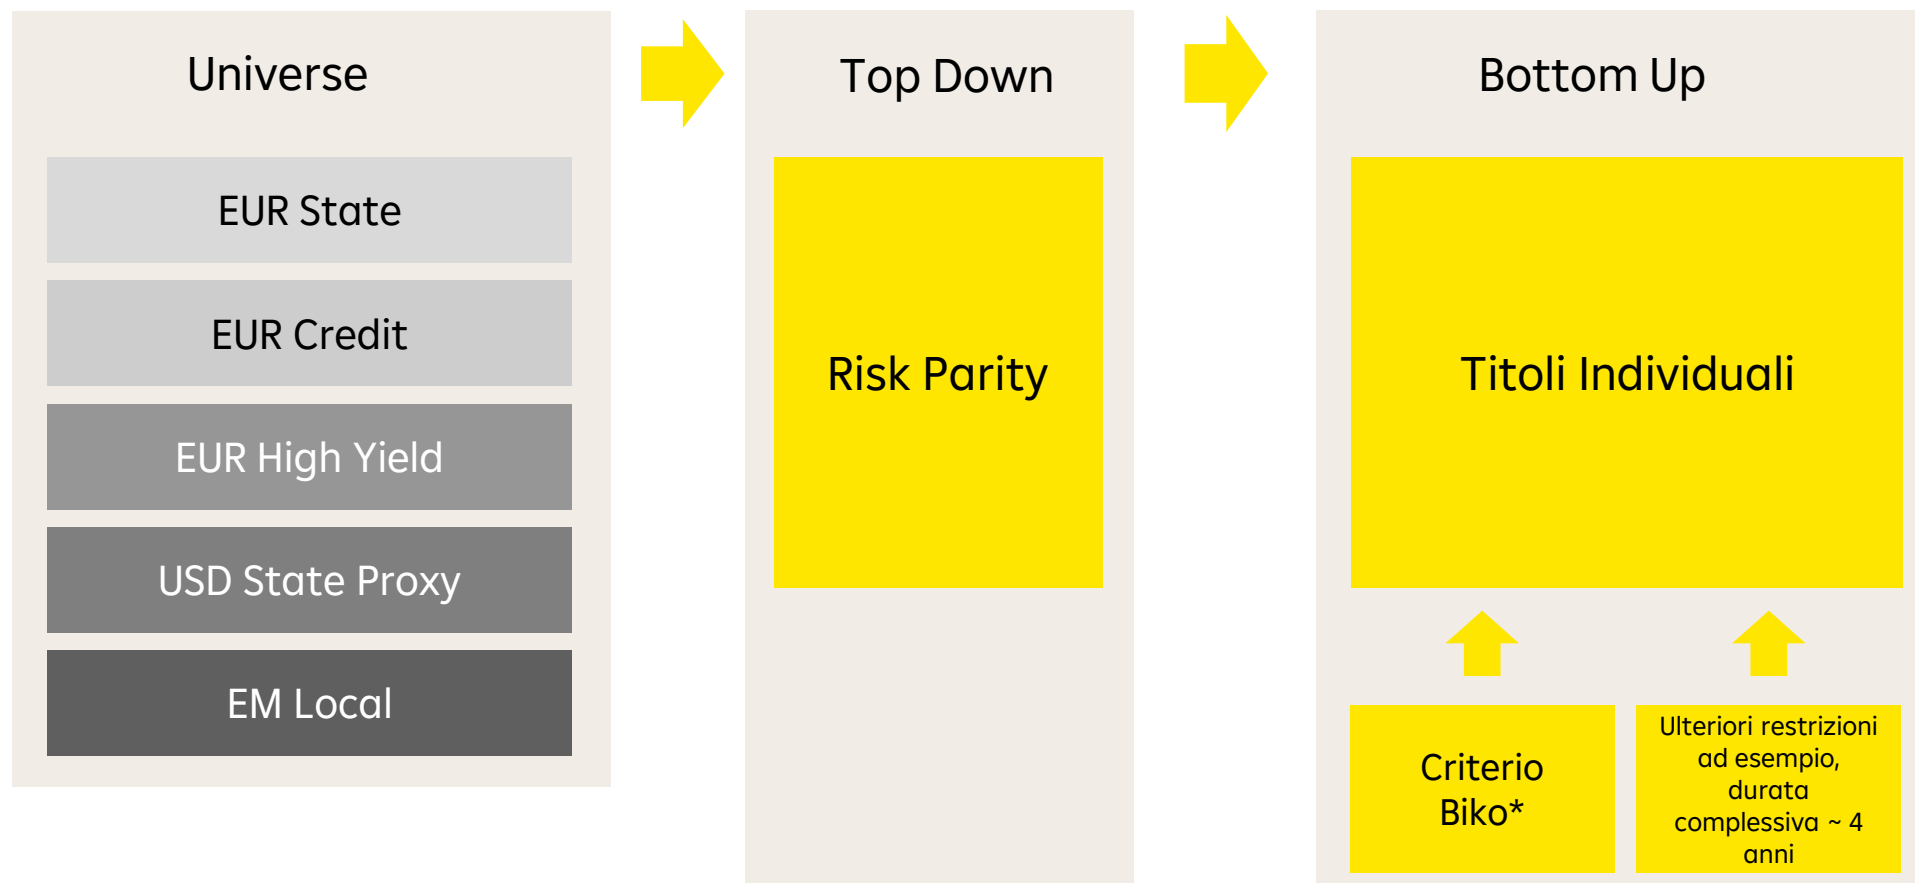 Universe
EUR State
EUR Credit
EUR High Yield
USD State Proxy
EM Local
Top Down
Risk Parity
Bottom Up
Titoli Individuali
Criterio
Biko*
Ulteriori restrizioni
ad esempio,
durata
complessiva ~ 4
anni